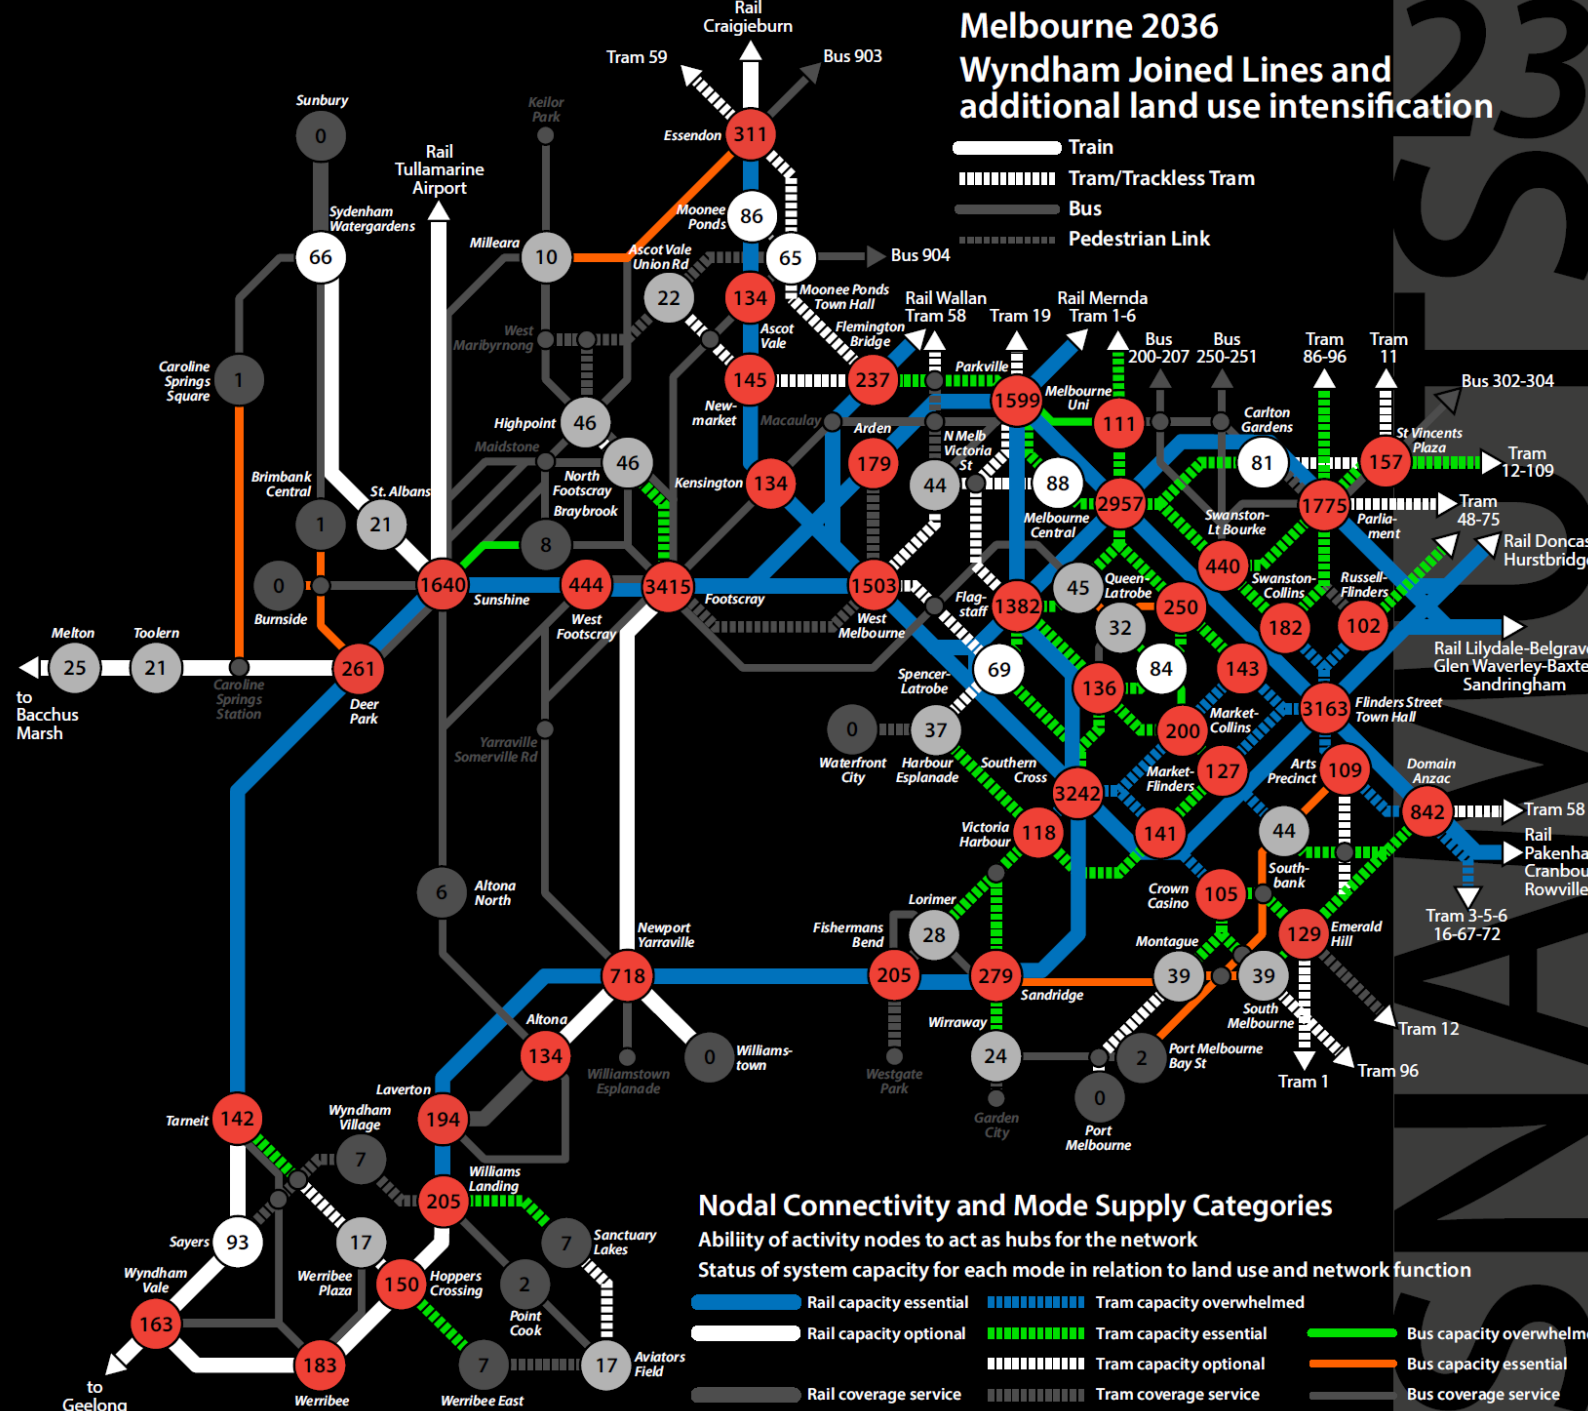 Rail
Craigieburn
Tram 59
Bus 903
Melbourne 2036
Wyndham Joined Lines and
additional land use intensification
Train
Tram/Trackless Tram
Bus
Pedestrian Link
Sunbury
0
Keilor
Park
Essendon
311
Rail
Tullamarine
Airport
Sydenham
Watergardens
66
Milleara
10
Moonee
Ponds
86
Ascot Vale
Union Rd
22
65
Bus 904
Moonee Ponds
Town Hall
134
Ascot
Vale
Flemington
Bridge
237
Rail Wallan
Tram 58
Tram 19
Rail Mernda
Tram 1-6
Bus
200-207
Bus
250-251
Tram
86-96
Tram
11
Bus 302-304
West
Maribyrnong
Caroline
Springs
Square
1
145
New-
market
Parkville
1599
Melbourne
Uni
111
Carlton
Gardens
81
St Vincents
Plaza
157
Tram
12-109
Highpoint
46
Macaulay
Arden
179
N Melb
Victoria
St
44
Maidstone
North
Footscray
46
Kensington
134
88
Melbourne
Central
2957
Swanston-
Lt Bourke
440
1775
Parlia-
ment
Tram
48-75
Rail Doncas
Hurstbridge
Brimbank
Central
1
St. Albans
21
Braybrook
8
Burnside
0
1640
Sunshine
444
West
Footscray
3415
Footscray
1503
West
Melbourne
Flag-
staff
1382
45
Queen-
Latrobe
32
250
Swanston-
Collins
182
Russell-
Flinders
102
Rail Lilydale-Belgrave
Glen Waverley-Baxte
Sandringham
Melton
25
Toolern
21
to
Bacchus
Marsh
Caroline
Springs
Station
261
Deer
Park
Spencer-
Latrobe
69
136
84
143
200
Market-
Collins
3163
Flinders Street
Town Hall
Yarraville
Somerville Rd
0
Waterfront
City
37
Harbour
Esplanade
Southern
Cross
3242
Market-
Flinders
127
Arts
Precinct
109
Domain
Anzac
842
Tram 58
Rail
Pakenha
Cranbou
Rowville
Victoria
Harbour
118
141
44
South-
bank
Tram 3-5-6
16-67-72
6
Altona
North
Lorimer
28
Crown
Casino
105
129
Emerald
Hill
Newport
Yarraville
718
Fishermans
Bend
205
279
Sandridge
Montague
39
39
South
Melbourne
Tram 12
Tram 96
Tram 1
Altona
134
Williamstown
Esplanade
0
Williams-
town
Westgate
Park
Wirraway
24
Garden
City
2
Port Melbourne
Bay St
0
Port
Melbourne
Tarneit
142
Laverton
194
Wyndham
Village
7
Williams
Landing
205
Sayers
93
17
Werribee
Plaza
150
Hoppers
Crossing
7
Sanctuary
Lakes
2
Point
Cook
Wyndham
Vale
163
183
Werribee
7
Werribee East
17
Aviators
Field
to
Geelong
Nodal Connectivity and Mode Supply Categories
Abiliity of activity nodes to act as hubs for the network
Status of system capacity for each mode in relation to land use and network function
Rail capacity essential
Tram capacity overwhelmed
Rail capacity optional
Tram capacity essential
Bus capacity overwhelme
Tram capacity optional
Bus capacity essential
Rail coverage service
Tram coverage service
Bus coverage service